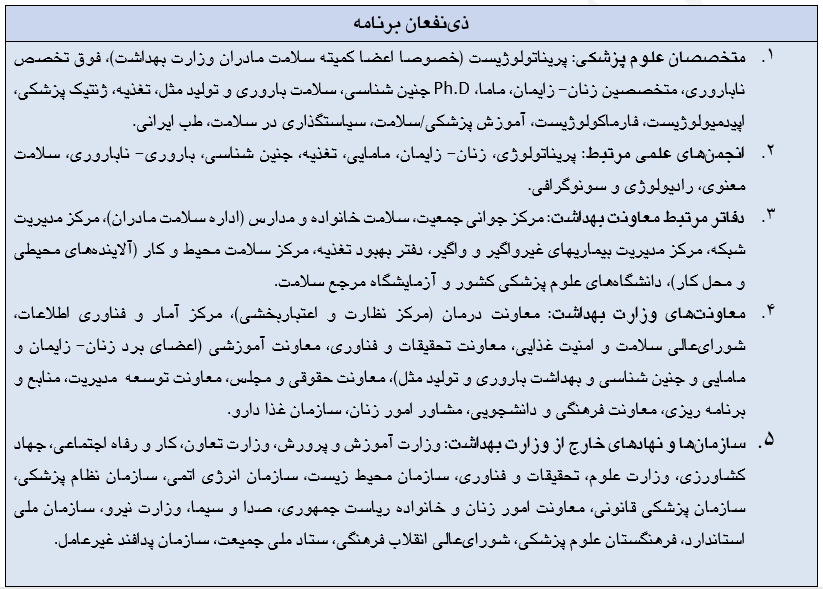 ذی‌نفعان برنامه
۱. متخصصان علوم پزشکی: پریناتولوژیست (خصوصا اعضا کمیته سلامت مادران وزارت بهداشت)، فوق تخصص
ناباروری، متخصصین زنان- زایمان، ماما، Ph.D جنین شناسی، سلامت باروری و تولید مثل، تغذیه، ژنتیک پزشکی،
اپیدمیولوژیست، فارماکولوژیست، آموزش پزشکی/سلامت، سیاستگذاری در سلامت، طب ایرانی.
۲. انجمن‌های علمی مرتبط: پریناتولوژی، زنان- زایمان، مامایی، تغذیه، جنین شناسی، باروری- ناباروری، سلامت
معنوی، رادیولوژی و سونوگرافی.
۳. دفاتر مرتبط معاونت بهداشت: مرکز جوانی جمعیت، سلامت خانواده و مدارس (اداره سلامت مادران)، مرکز مدیریت
شبکه، مرکز مدیریت بیماریهای غیرواگیر و واگیر، دفتر بهبود تغذیه، مرکز سلامت محیط و کار (آلاینده‌های محیطی
و محل کار)، دانشگاه‌های علوم پزشکی کشور و آزمایشگاه مرجع سلامت.
۴. معاونت‌های وزارت بهداشت: معاونت درمان (مرکز نظارت و اعتباربخشی)، مرکز آمار و فناوری اطلاعات،
شورای‌عالی سلامت و امنیت غذایی، معاونت تحقیقات و فناوری، معاونت آموزشی (اعضای برد زنان- زایمان و
مامایی و جنین شناسی و بهداشت باروری و تولید مثل)، معاونت حقوقی و مجلس، معاونت توسعه مدیریت، منابع و
برنامه ریزی، معاونت فرهنگی و دانشجویی، مشاور امور زنان، سازمان غذا دارو.
۵. سازمان‌ها و نهادهای خارج از وزارت بهداشت: وزارت آموزش و پرورش، وزارت تعاون، کار و رفاه اجتماعی، جهاد
کشاورزی، وزارت علوم، تحقیقات و فناوری، سازمان محیط زیست، سازمان انرژی اتمی، سازمان نظام پزشکی،
سازمان پزشکی قانونی، معاونت امور زنان و خانواده ریاست جمهوری، صدا و سیما، وزارت نیرو، سازمان ملی
استاندارد، فرهنگستان علوم پزشکی، شورای‌عالی انقلاب فرهنگی، ستاد ملی جمیعت، سازمان پدافند غیرعامل.